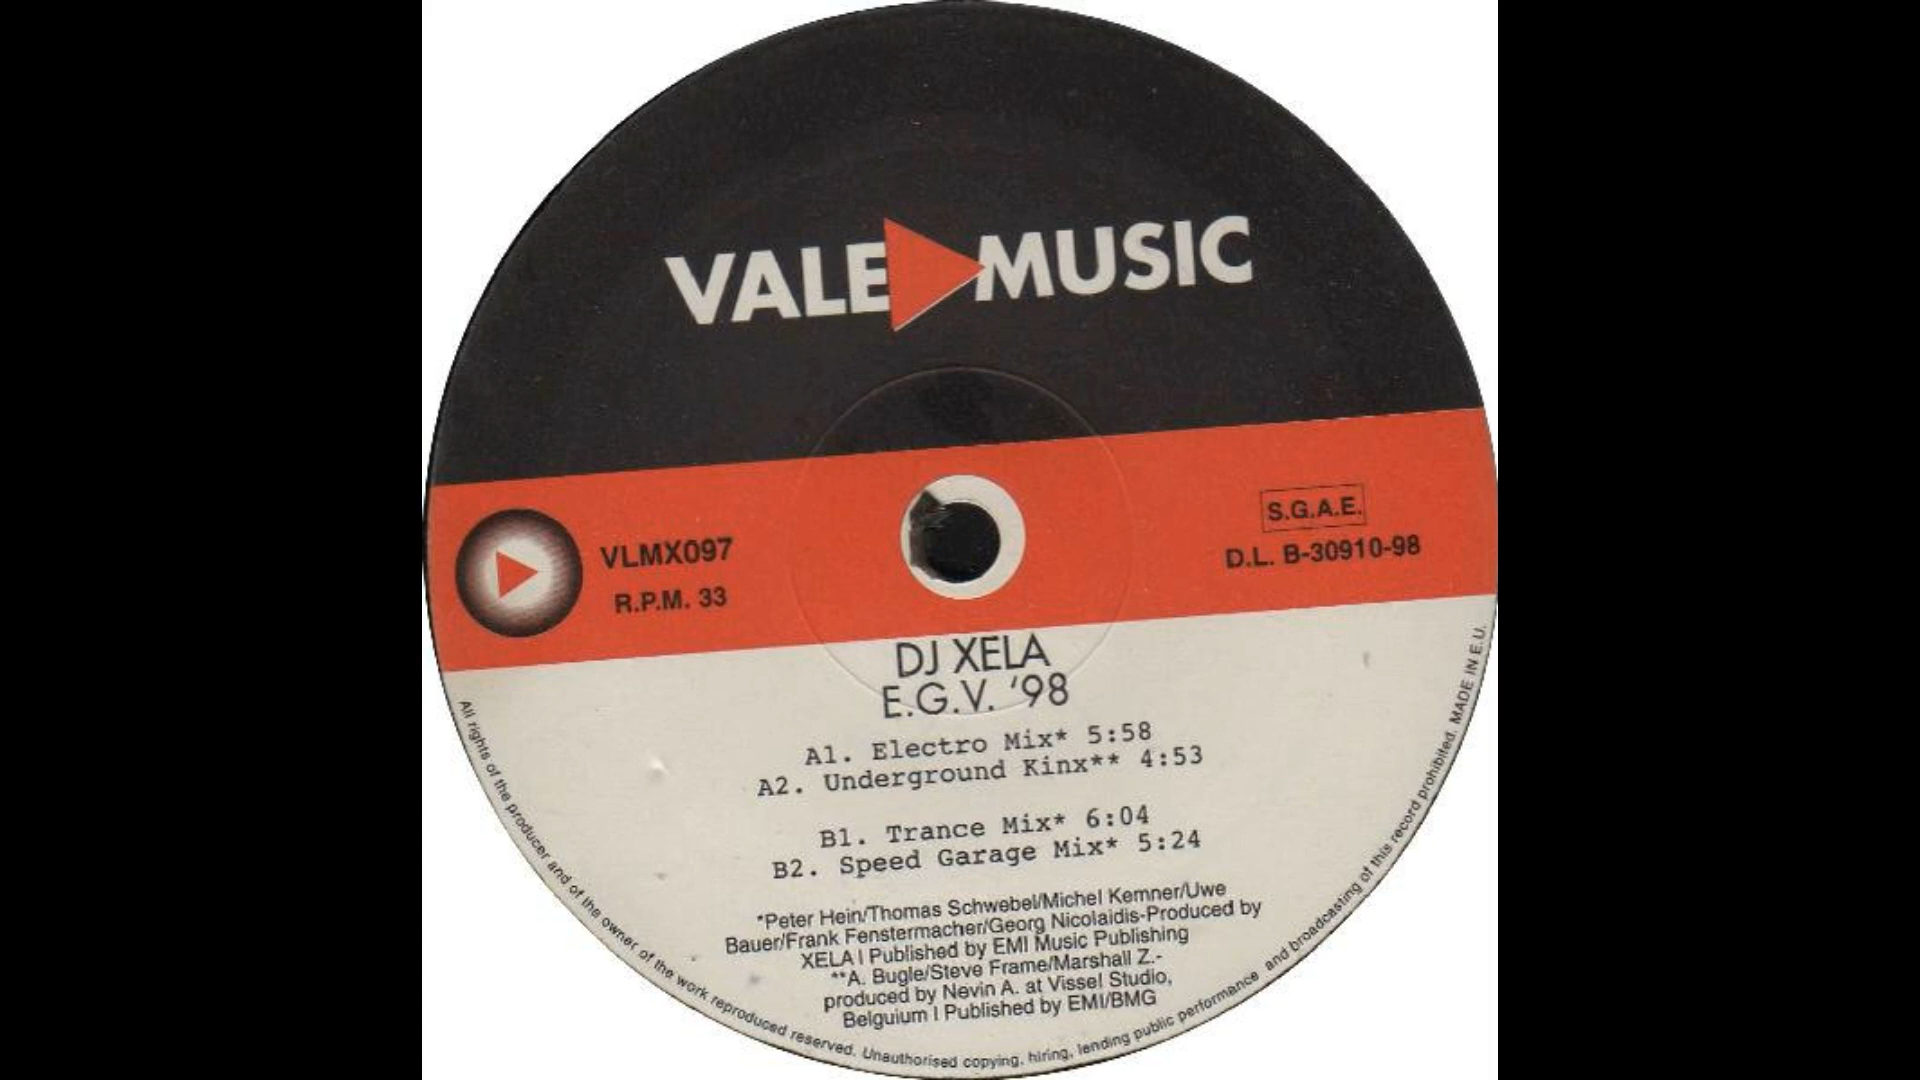 VALE MUSIC
S.G.A.E.
VLMX097
D.L. B-30910-98
R.P.M. 33
DJ XELA
E.G.V. '98
A1. Electro Mix* 5:58
A2. Underground Kinx** 4:53
B1. Trance Mix* 6:04
B2. Speed Garage Mix* 5:24
*Peter Hein/Thomas Schwebel/Michel Kemner/Uwe
Bauer/Frank Fenstermacher/Georg Nicolaidis-Produced by
XELA I Published by EMI Music Publishing
**A. Bugle/Steve Frame/Marshall Z.-
produced by Nevin A. at Vissel Studio,
Belguium I Published by EMI/BMG
All rights of the producer and of the owner of the work reproduced reserved. Unauthorised copying, hiring, lending public performance and broadcasting of this record prohibited. MADE IN E.U.